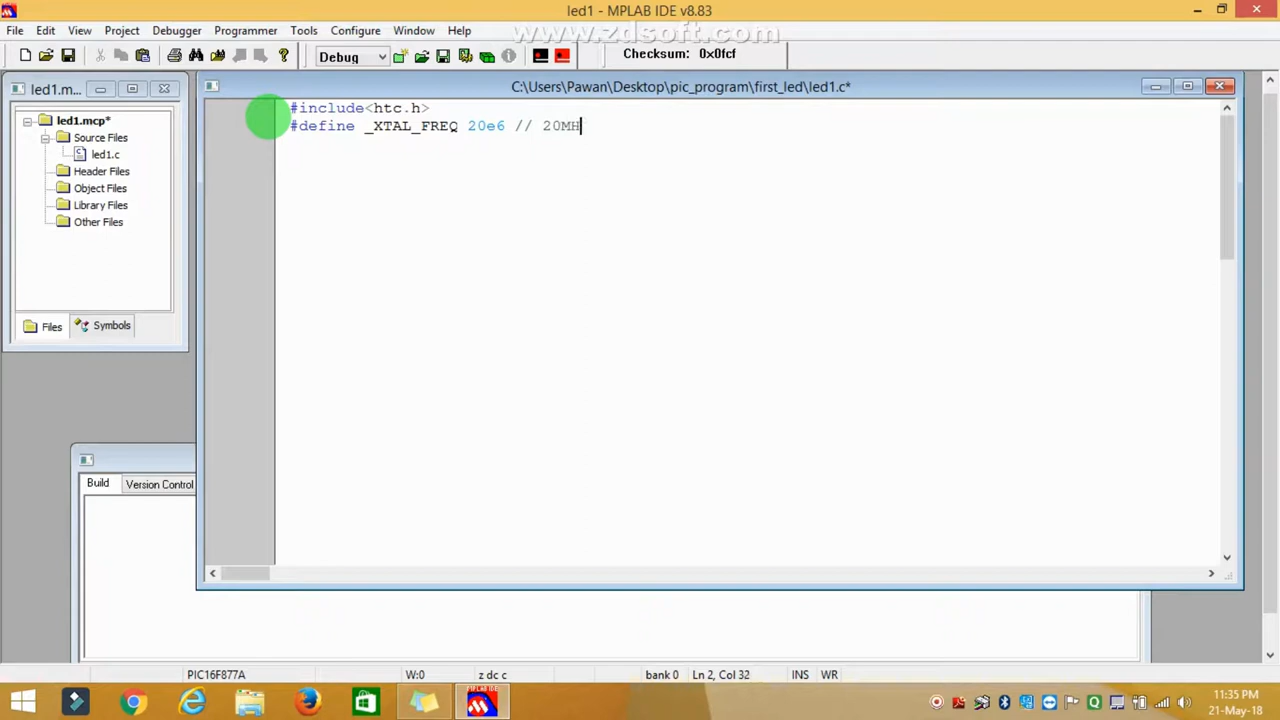 led1 - MPLAB IDE v8.83
File Edit View Project Debugger Programmer Tools Configure Window Help
www.zdsoft.com
Debug
Checksum: 0x0fcf
led1.m...
C:\Users\Pawan\Desktop\pic_program\first_led\led1.c*
led1.mcp*
Source Files
led1.c
Header Files
Object Files
Library Files
Other Files
Files Symbols
#include<htc.h>
#define _XTAL_FREQ 20e6 // 20MH
Build Version Control
PIC16F877A W:0 z dc c bank 0 Ln 2, Col 32 INS WR
11:35 PM
21-May-18